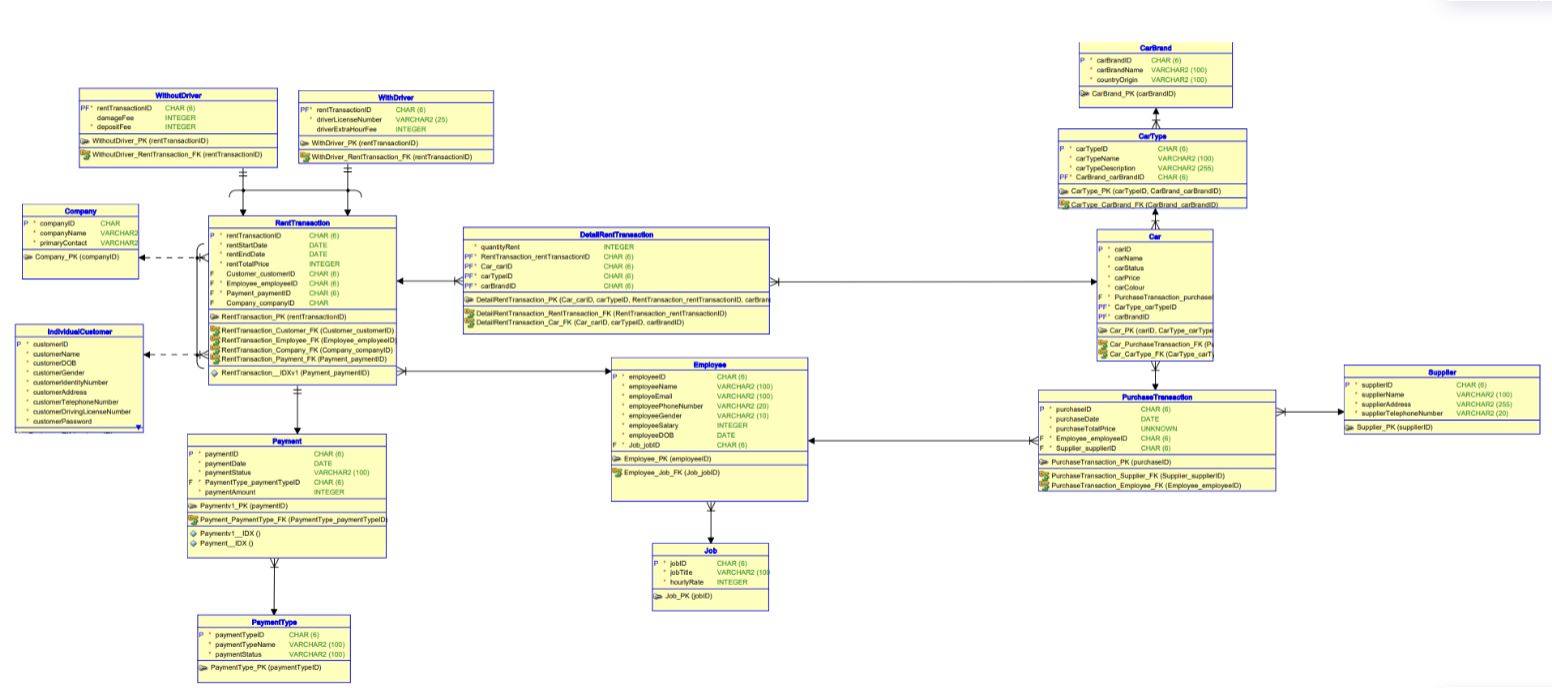 CarBrand
P * carBrandID CHAR (6)
* carBrandName VARCHAR2 (100)
* countryOrigin VARCHAR2 (100)
CarBrand_PK (carBrandID)
WithoutDriver
PF* rentTransactionID CHAR (6)
damageFee INTEGER
* depositFee INTEGER
WithoutDriver_PK (rentTransactionID)
WithoutDriver_RentTransaction_FK (rentTransactionID)
WithDriver
PF* rentTransactionID CHAR (6)
* driverLicenseNumber VARCHAR2 (25)
driverExtraHourFee INTEGER
WithDriver_PK (rentTransactionID)
WithDriver_RentTransaction_FK (rentTransactionID)
CarType
P * carTypeID CHAR (6)
* carTypeName VARCHAR2 (100)
* carTypeDescription VARCHAR2 (255)
PF* CarBrand_carBrandID CHAR (6)
CarType_PK (carTypeID, CarBrand_carBrandID)
CarType_CarBrand_FK (CarBrand_carBrandID)
Company
P * companyID CHAR
* companyName VARCHAR2
* primaryContact VARCHAR2
Company_PK (companyID)
RentTransaction
P * rentTransactionID CHAR (6)
* rentStartDate DATE
* rentEndDate DATE
* rentTotalPrice INTEGER
F Customer_customerID CHAR (6)
F * Employee_employeeID CHAR (6)
F * Payment_paymentID CHAR (6)
F Company_companyID CHAR
RentTransaction_PK (rentTransactionID)
RentTransaction_Customer_FK (Customer_customerID)
RentTransaction_Employee_FK (Employee_employeeID)
RentTransaction_Company_FK (Company_companyID)
RentTransaction_Payment_FK (Payment_paymentID)
RentTransaction__IDXv1 (Payment_paymentID)
DetailRentTransaction
* quantityRent INTEGER
PF* RentTransaction_rentTransactionID CHAR (6)
PF* Car_carID CHAR (6)
PF* carTypeID CHAR (6)
PF* carBrandID CHAR (6)
DetailRentTransaction_PK (Car_carID, carTypeID, RentTransaction_rentTransactionID, carBran
DetailRentTransaction_RentTransaction_FK (RentTransaction_rentTransactionID)
DetailRentTransaction_Car_FK (Car_carID, carTypeID, carBrandID)
Car
P * carID
* carName
* carStatus
* carPrice
* carColour
F * PurchaseTransaction_purchase
PF* CarType_carTypeID
PF* carBrandID
Car_PK (carID, CarType_carType
Car_PurchaseTransaction_FK (Pu
Car_CarType_FK (CarType_carT
IndividualCustomer
P * customerID
* customerName
* customerDOB
* customerGender
* customerIdentityNumber
* customerAddress
* customerTelephoneNumber
* customerDrivingLicenseNumber
* customerPassword
Employee
P * employeeID CHAR (6)
* employeeName VARCHAR2 (100)
* employeEmail VARCHAR2 (100)
* employeePhoneNumber VARCHAR2 (20)
* employeeGender VARCHAR2 (10)
* employeeSalary INTEGER
* employeeDOB DATE
F * Job_jobID CHAR (6)
Employee_PK (employeeID)
Employee_Job_FK (Job_jobID)
PurchaseTransaction
P * purchaseID CHAR (6)
* purchaseDate DATE
* purchaseTotalPrice UNKNOWN
F * Employee_employeeID CHAR (6)
F * Supplier_supplierID CHAR (6)
PurchaseTransaction_PK (purchaseID)
PurchaseTransaction_Supplier_FK (Supplier_supplierID)
PurchaseTransaction_Employee_FK (Employee_employeeID)
Supplier
P * supplierID CHAR (6)
* supplierName VARCHAR2 (100)
* supplierAddress VARCHAR2 (255)
* supplierTelephoneNumber VARCHAR2 (20)
Supplier_PK (supplierID)
Payment
P * paymentID CHAR (6)
* paymentDate DATE
* paymentStatus VARCHAR2 (100)
F * PaymentType_paymentTypeID CHAR (6)
* paymentAmount INTEGER
Paymentv1_PK (paymentID)
Payment_PaymentType_FK (PaymentType_paymentTypeID)
Paymentv1__IDX ()
Payment__IDX ()
Job
P * jobID CHAR (6)
* jobTitle VARCHAR2 (100
* hourlyRate INTEGER
Job_PK (jobID)
PaymentType
P * paymentTypeID CHAR (6)
* paymentTypeName VARCHAR2 (100)
* paymentStatus VARCHAR2 (100)
PaymentType_PK (paymentTypeID)